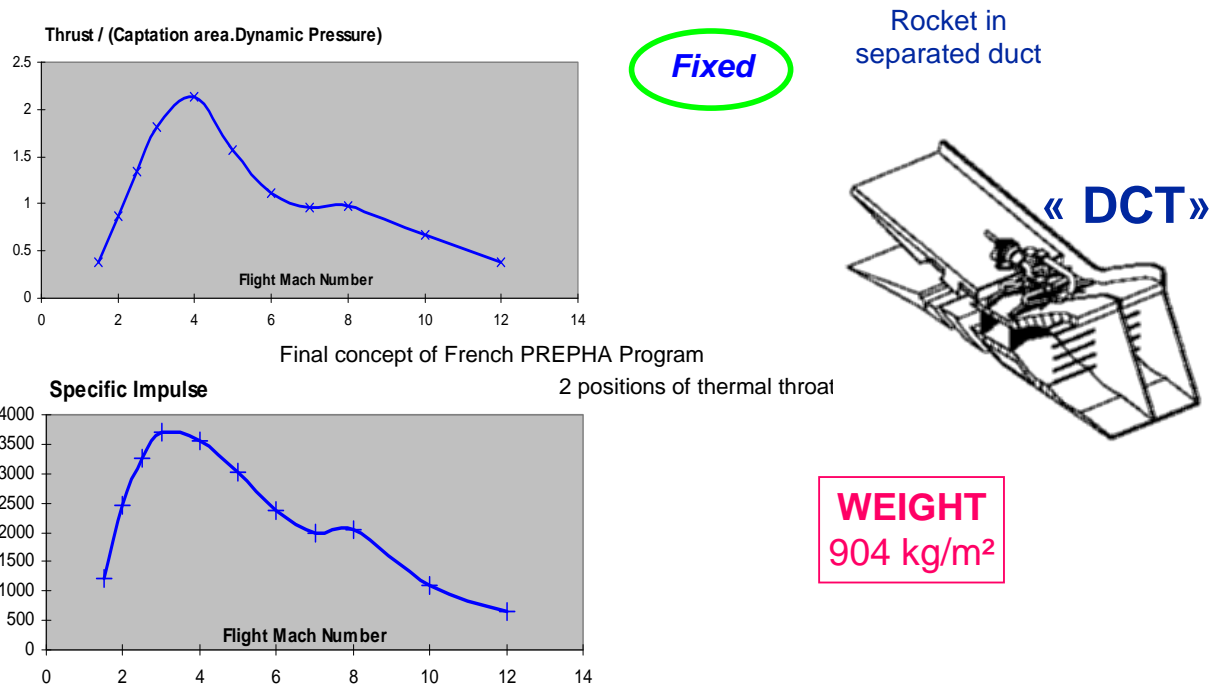 Thrust / (Captation area.Dynamic Pressure)
2.5
2
1.5
1
0.5
0
Flight Mach Number
0 2 4 6 8 10 12 14
Fixed
Rocket in
separated duct
« DCT»
Final concept of French PREPHA Program
2 positions of thermal throat
Specific Impulse
4000
3500
3000
2500
2000
1500
1000
500
0
Flight Mach Number
0 2 4 6 8 10 12 14
WEIGHT
904 kg/m²